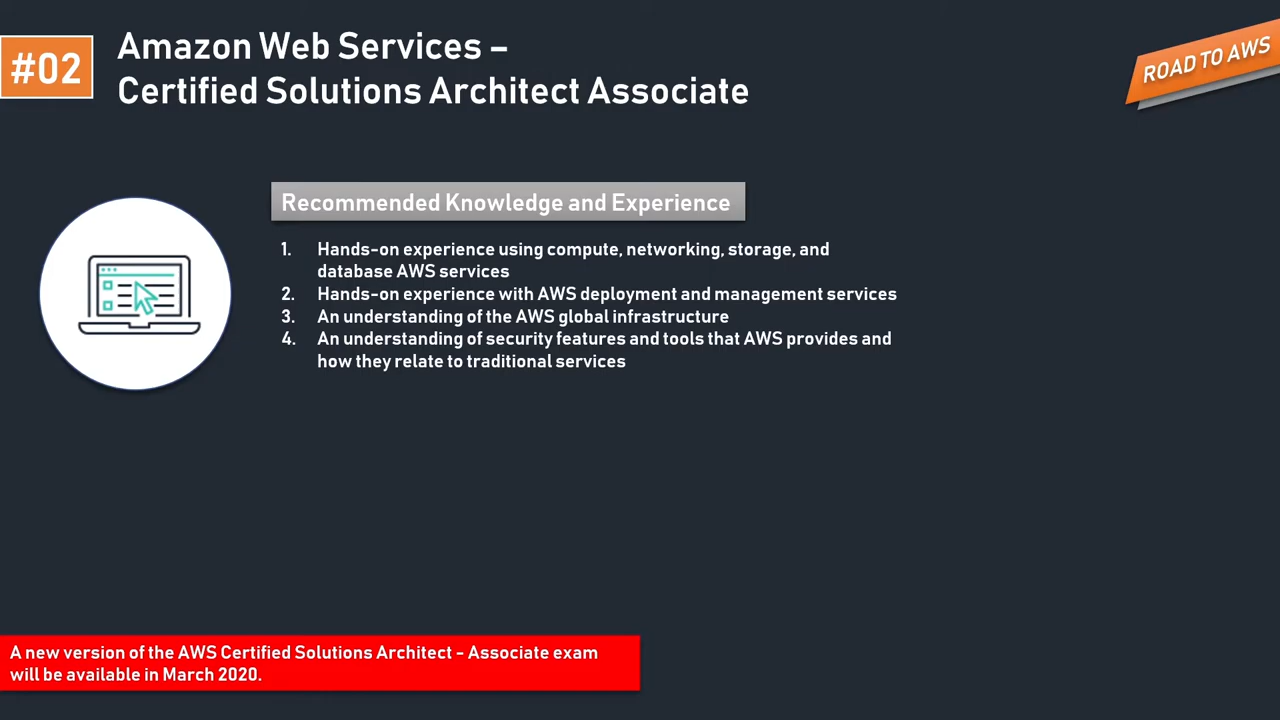 #02
Amazon Web Services –
Certified Solutions Architect Associate
ROAD TO AWS
Recommended Knowledge and Experience
1. Hands-on experience using compute, networking, storage, and
database AWS services
2. Hands-on experience with AWS deployment and management services
3. An understanding of the AWS global infrastructure
4. An understanding of security features and tools that AWS provides and
how they relate to traditional services
A new version of the AWS Certified Solutions Architect - Associate exam
will be available in March 2020.